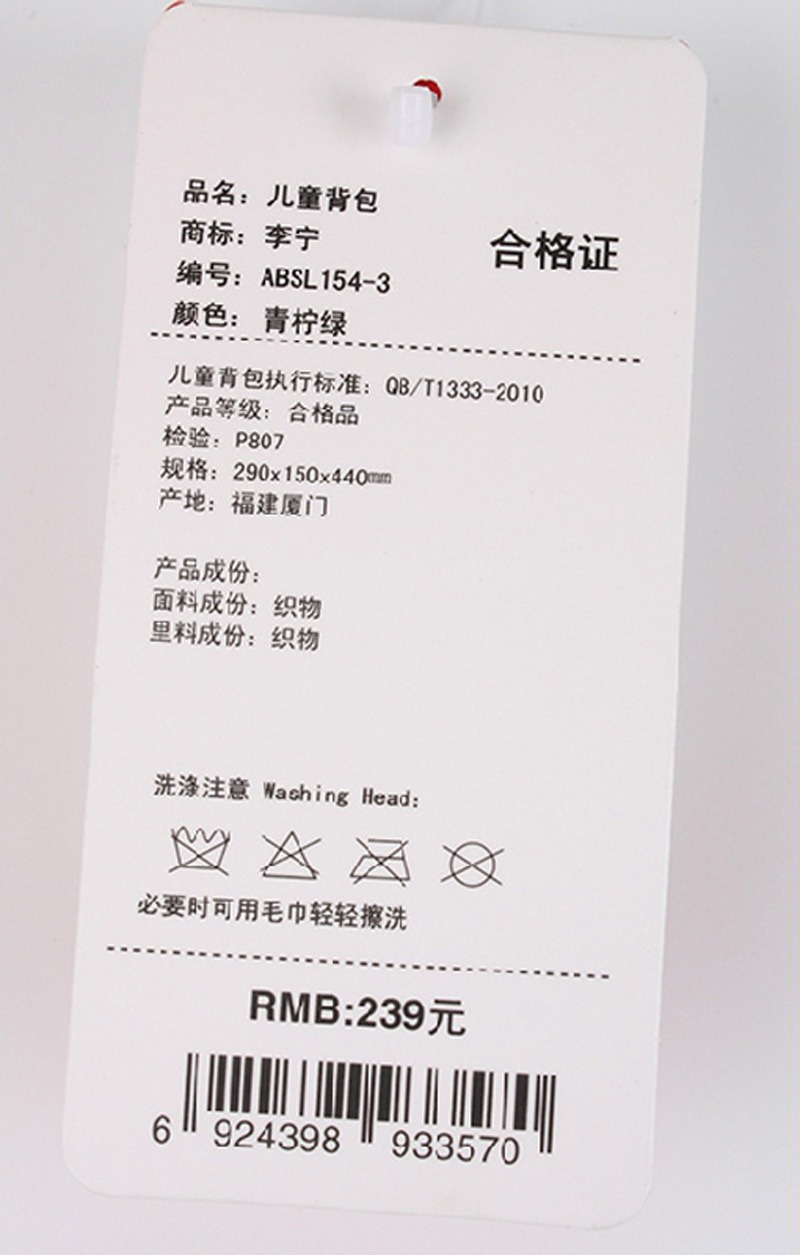 品名：儿童背包
商标：李宁
合格证
编号：ABSL154-3
颜色：青柠绿
儿童背包执行标准：QB/T1333-2010
产品等级：合格品
检验：P807
规格：290x150x440mm
产地：福建厦门
产品成份：
面料成份：织物
里料成份：织物
洗涤注意 Washing Head:
必要时可用毛巾轻轻擦洗
RMB:239元
6 924398 933570